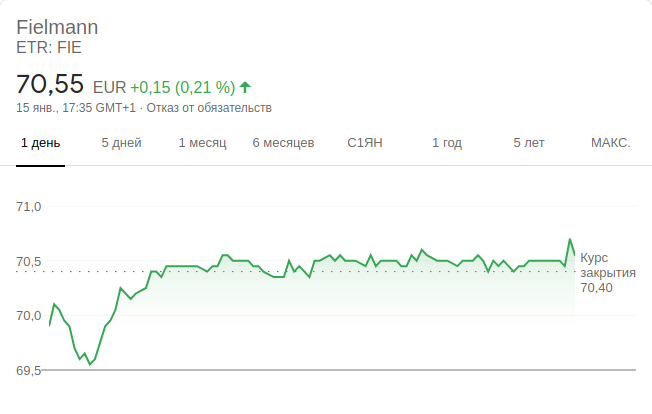 Fielmann
ETR: FIE
70,55 EUR +0,15 (0,21 %)
15 янв., 17:35 GMT+1 · Отказ от обязательств
1 день 5 дней 1 месяц 6 месяцев С1ЯН 1 год 5 лет МАКС.
71,0
70,5
70,0
69,5
Курс
закрытия
70,40